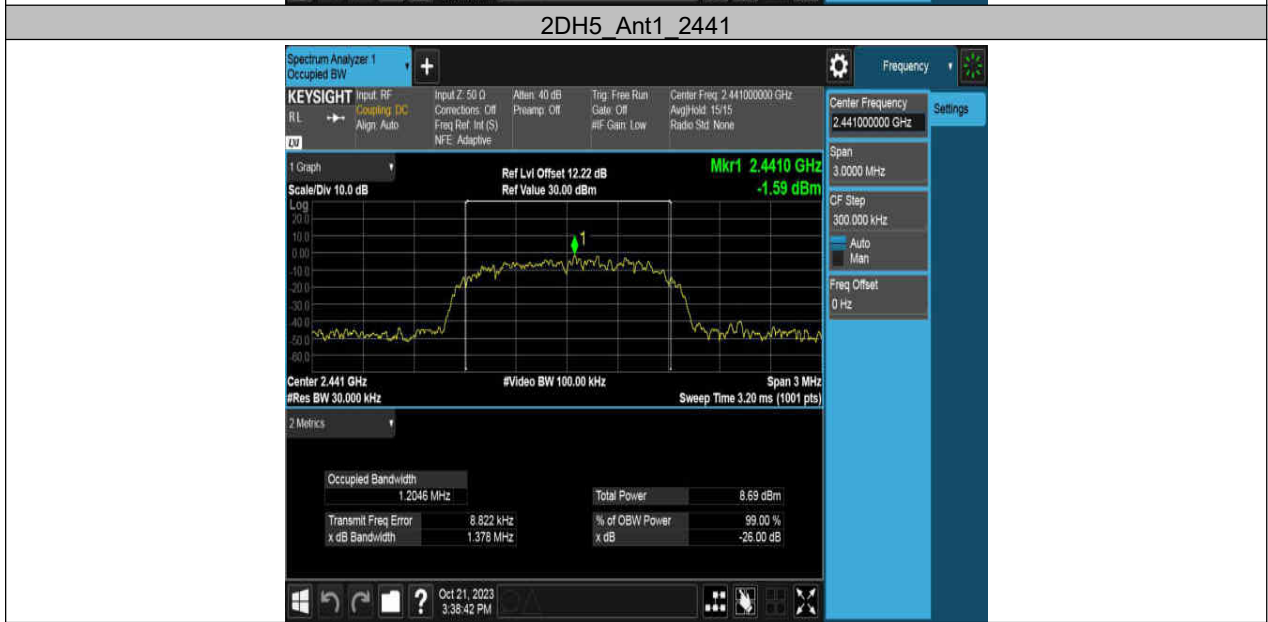 2DH5_Ant1_2441
Spectrum Analyzer 1
Occupied BW
+
Frequency
KEYSIGHT
RL
Input: RF
Coupling: DC
Align: Auto
Input Z: 50 Ω
Corrections: Off
Freq Ref: Int (S)
NFE: Adaptive
Atten: 40 dB
Preamp: Off
Trig: Free Run
Gate: Off
#IF Gain: Low
Center Freq: 2.441000000 GHz
Avg|Hold: 15/15
Radio Std: None
Center Frequency
2.441000000 GHz
Settings
Span
3.0000 MHz
CF Step
300.000 kHz
Auto
Man
Freq Offset
0 Hz
1 Graph
Scale/Div 10.0 dB
Ref Lvl Offset 12.22 dB
Ref Value 30.00 dBm
Mkr1 2.4410 GHz
-1.59 dBm
Log
20.0
10.0
0.00
-10.0
-20.0
-30.0
-40.0
-50.0
-60.0
1
Center 2.441 GHz
#Res BW 30.000 kHz
#Video BW 100.00 kHz
Span 3 MHz
Sweep Time 3.20 ms (1001 pts)
2 Metrics
Occupied Bandwidth
1.2046 MHz
Total Power 8.69 dBm
Transmit Freq Error 8.822 kHz
% of OBW Power 99.00 %
x dB Bandwidth 1.378 MHz
x dB -26.00 dB
?
Oct 21, 2023
3:38:42 PM